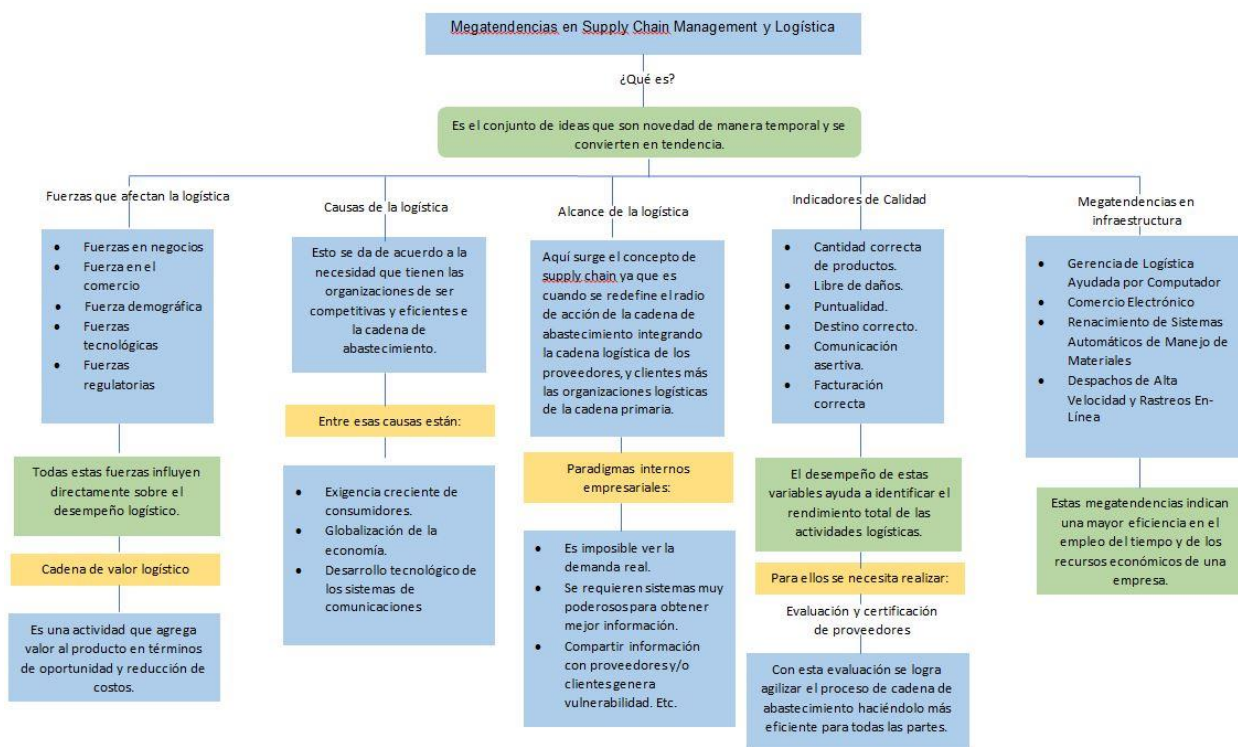 Megatendencias en Supply Chain Management y Logística
¿Qué es?
Es el conjunto de ideas que son novedad de manera temporal y se
convierten en tendencia.
Fuerzas que afectan la logística
• Fuerzas en negocios
• Fuerza en el
comercio
• Fuerza demográfica
• Fuerzas
tecnológicas
• Fuerzas
regulatorias
Todas estas fuerzas influyen
directamente sobre el
desempeño logístico.
Cadena de valor logístico
Es una actividad que agrega
valor al producto en términos
de oportunidad y reducción de
costos.
Causas de la logística
Esto se da de acuerdo a la
necesidad que tienen las
organizaciones de ser
competitivas y eficientes e
la cadena de
abastecimiento.
Entre esas causas están:
• Exigencia creciente de
consumidores.
• Globalización de la
economía.
• Desarrollo tecnológico de
los sistemas de
comunicaciones
Alcance de la logística
Aquí surge el concepto de
supply chain ya que es
cuando se redefine el radio
de acción de la cadena de
abastecimiento integrando
la cadena logística de los
proveedores, y clientes más
las organizaciones logísticas
de la cadena primaria.
Paradigmas internos
empresariales:
• Es imposible ver la
demanda real.
• Se requieren sistemas muy
poderosos para obtener
mejor información.
• Compartir información
con proveedores y/o
clientes genera
vulnerabilidad. Etc.
Indicadores de Calidad
• Cantidad correcta
de productos.
• Libre de daños.
• Puntualidad.
• Destino correcto.
• Comunicación
asertiva.
• Facturación
correcta
El desempeño de estas
variables ayuda a identificar el
rendimiento total de las
actividades logísticas.
Para ellos se necesita realizar:
Evaluación y certificación
de proveedores
Con esta evaluación se logra
agilizar el proceso de cadena de
abastecimiento haciéndolo más
eficiente para todas las partes.
Megatendencias en
infraestructura
• Gerencia de Logística
Ayudada por Computador
• Comercio Electrónico
• Renacimiento de Sistemas
Automáticos de Manejo de
Materiales
• Despachos de Alta
Velocidad y Rastreos En-
Línea
Estas megatendencias indican
una mayor eficiencia en el
empleo del tiempo y de los
recursos económicos de una
empresa.